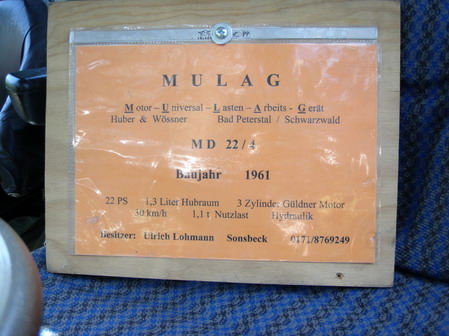 M U L A G
Motor – Universal – Lasten – Arbeits - Gerät
Huber & Wössner Bad Peterstal / Schwarzwald
MD 22/4
Baujahr 1961
22 PS 1,3 Liter Hubraum 3 Zylinder Güldner Motor
30 km/h 1,1 t Nutzlast Hydraulik
Besitzer: Ulrich Lohmann Sonsbeck 0171/8769249